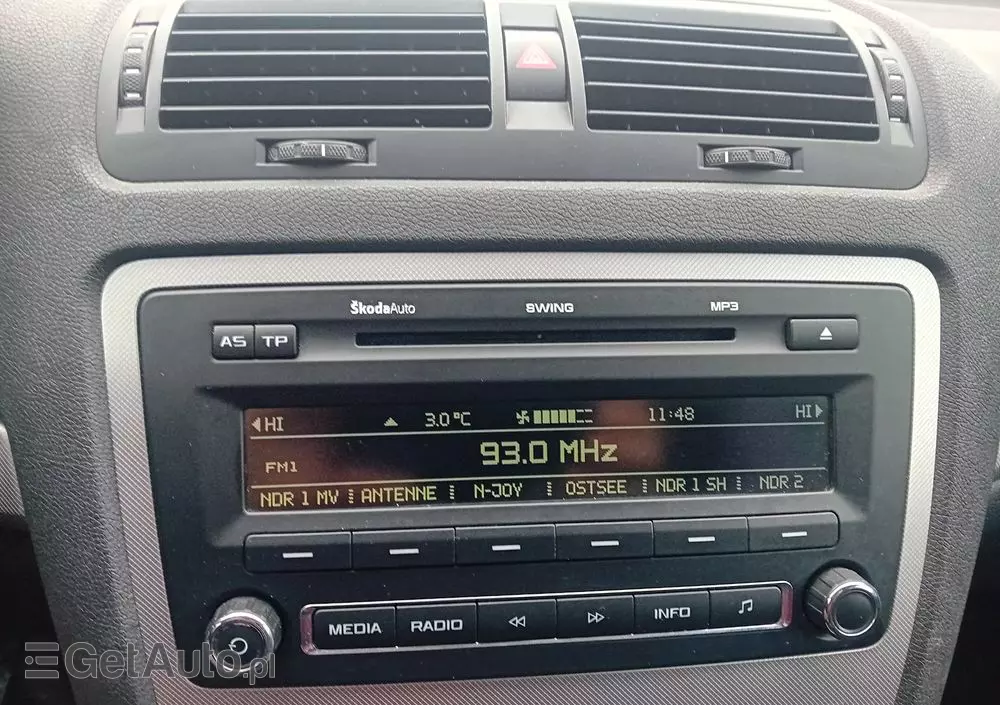 ŠkodaAuto SWING MP3
AS TP
HI 3.0°C 11:48 HI
93.0 MHz
FM1
NDR 1 MV ANTENNE N-JOY OSTSEE NDR 1 SH NDR 2
MEDIA RADIO INFO
GetAuto.pl